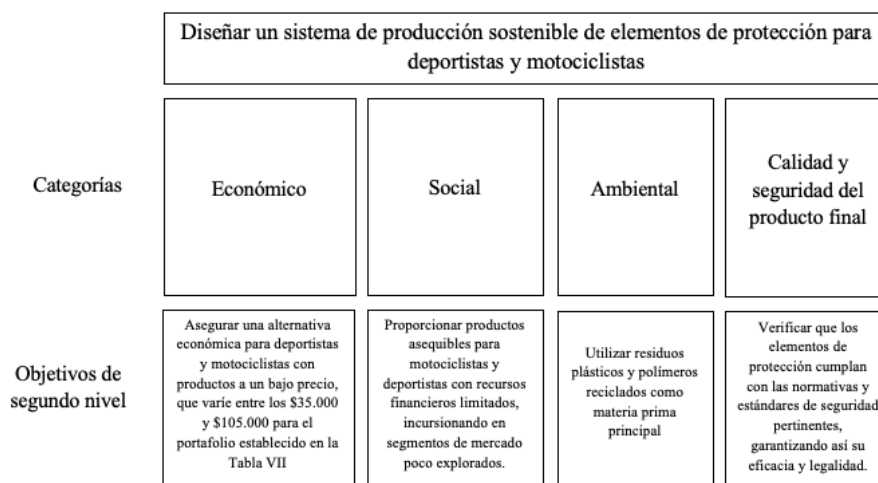 Diseñar un sistema de producción sostenible de elementos de protección para
deportistas y motociclistas
Categorías
Económico
Social
Ambiental
Calidad y
seguridad del
producto final
Objetivos de
segundo nivel
Asegurar una alternativa
económica para deportistas
y motociclistas con
productos a un bajo precio,
que varíe entre los $35.000
y $105.000 para el
portafolio establecido en la
Tabla VII
Proporcionar productos
asequibles para
motociclistas y
deportistas con recursos
financieros limitados,
incursionando en
segmentos de mercado
poco explorados.
Utilizar residuos
plásticos y polímeros
reciclados como
materia prima
principal
Verificar que los
elementos de
protección cumplan
con las normativas y
estándares de seguridad
pertinentes,
garantizando así su
eficacia y legalidad.